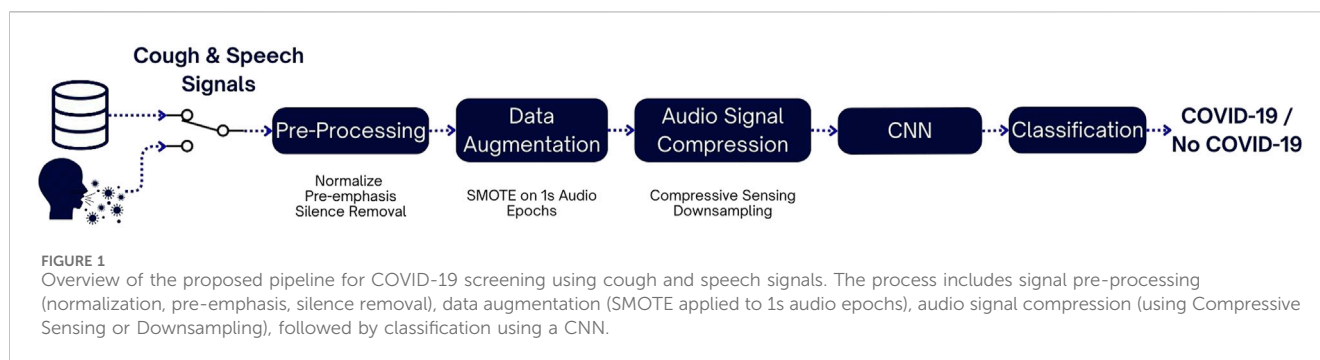 Cough & Speech
Signals
Pre-Processing
Data
Augmentation
Audio Signal
Compression
CNN
Classification
COVID-19 /
No COVID-19
Normalize
Pre-emphasis
Silence Removal
SMOTE on 1s Audio
Epochs
Compressive Sensing
Downsampling
FIGURE 1
Overview of the proposed pipeline for COVID-19 screening using cough and speech signals. The process includes signal pre-processing
(normalization, pre-emphasis, silence removal), data augmentation (SMOTE applied to 1s audio epochs), audio signal compression (using Compressive
Sensing or Downsampling), followed by classification using a CNN.